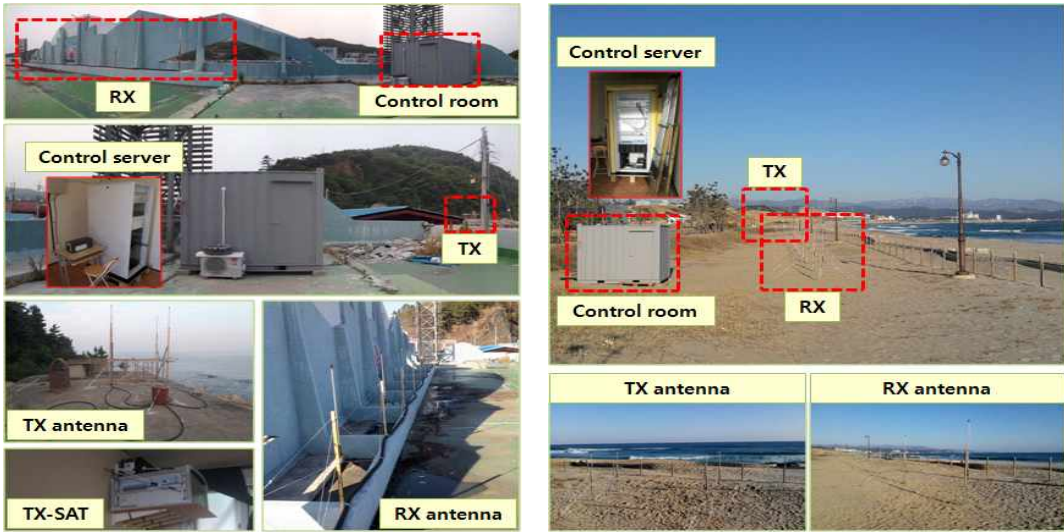 RX
Control room
Control server
TX
TX antenna
TX-SAT
RX antenna
Control server
TX
RX
Control room
TX antenna
RX antenna